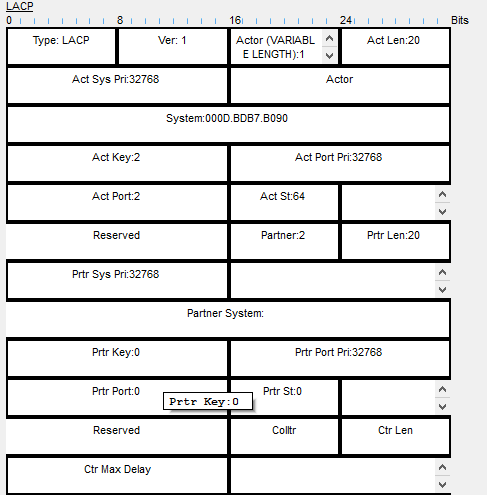 LACP
0 8 16 24 Bits
Type: LACP Ver: 1 Actor (VARIABL Act Len:20
E LENGTH):1
Act Sys Pri:32768 Actor
System:000D.BDB7.B090
Act Key:2 Act Port Pri:32768
Act Port:2 Act St:64
Reserved Partner:2 Prtr Len:20
Prtr Sys Pri:32768
Partner System:
Prtr Key:0 Prtr Port Pri:32768
Prtr Port:0 Prtr Key:0 Prtr St:0
Reserved Colltr Ctr Len
Ctr Max Delay